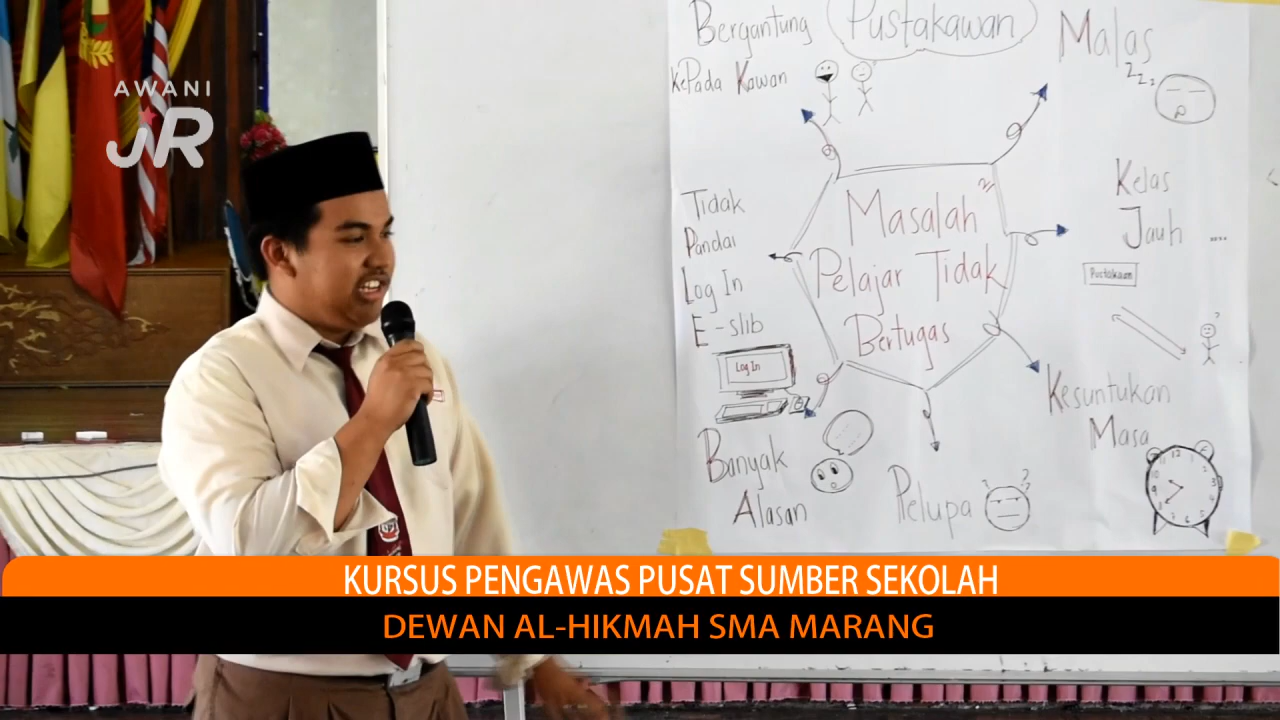 AWANI
JR
Bergantung
kePada Kawan
Pustakawan
Malas
zzz
Tidak
Pandai
Log In
E-slib
Log In
Masalah
Pelajar Tidak
Bertugas
Kelas
Jauh ....
Pustakawan
Kesuntukan
Masa
Banyak
Alasan
Pelupa
KURSUS PENGAWAS PUSAT SUMBER SEKOLAH
DEWAN AL-HIKMAH SMA MARANG